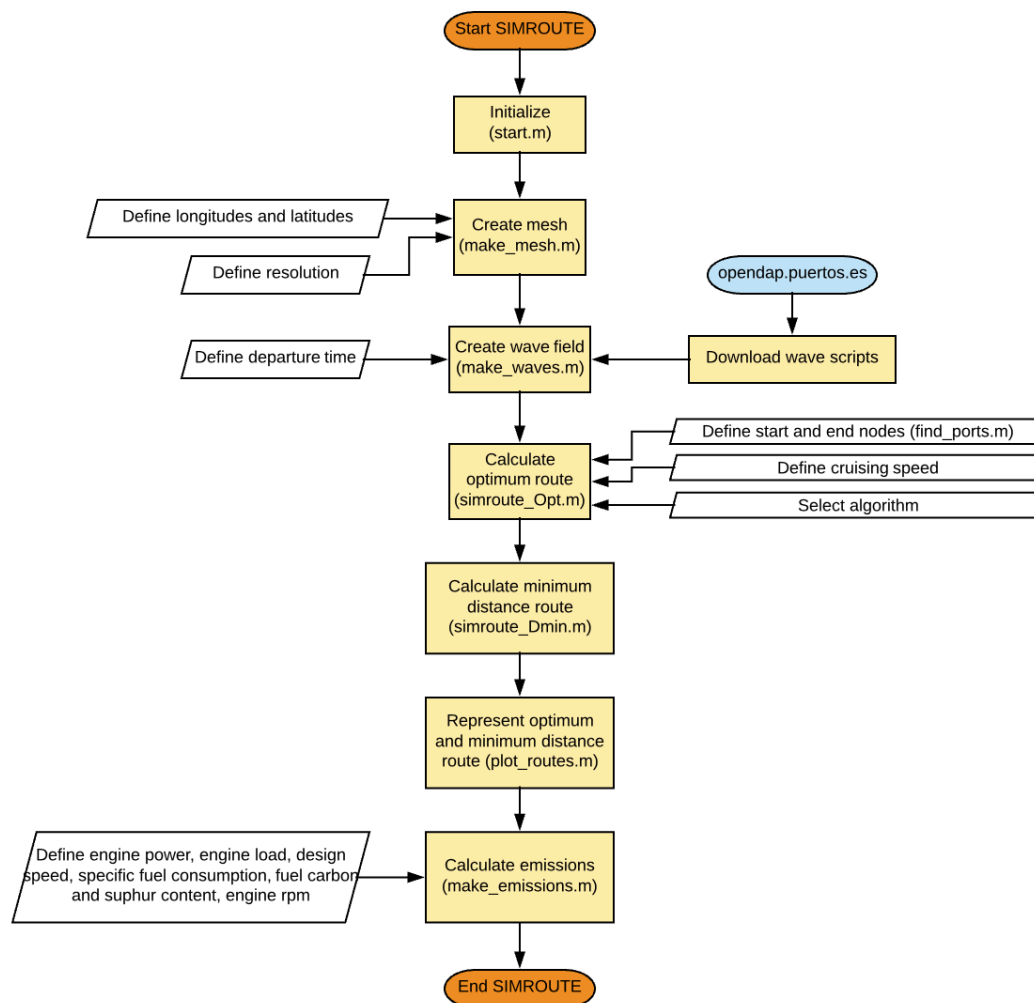 Start SIMROUTE
Initialize
(start.m)
Define longitudes and latitudes
Create mesh
(make_mesh.m)
Define resolution
opendap.puertos.es
Define departure time
Create wave field
(make_waves.m)
Download wave scripts
Define start and end nodes (find_ports.m)
Calculate
optimum route
(simroute_Opt.m)
Define cruising speed
Select algorithm
Calculate minimum
distance route
(simroute_Dmin.m)
Represent optimum
and minimum distance
route (plot_routes.m)
Define engine power, engine load, design
speed, specific fuel consumption, fuel carbon
and suphur content, engine rpm
Calculate emissions
(make_emissions.m)
End SIMROUTE